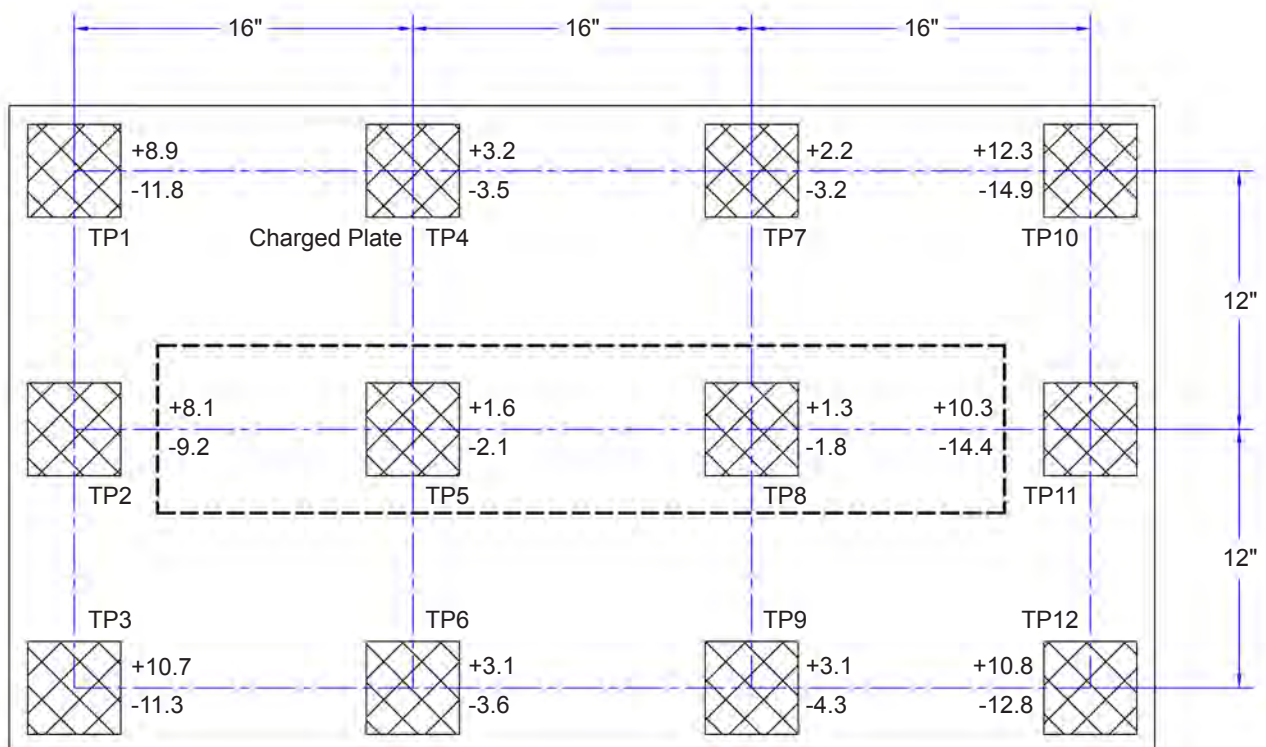 16" 16" 16"
+8.9 +3.2 +2.2 +12.3
-11.8 -3.5 -3.2 -14.9
TP1 Charged Plate TP4 TP7 TP10
12"
+8.1 +1.6 +1.3 +10.3
-9.2 -2.1 -1.8 -14.4
TP2 TP5 TP8 TP11
12"
TP3 TP6 TP9 TP12
+10.7 +3.1 +3.1 +10.8
-11.3 -3.6 -4.3 -12.8